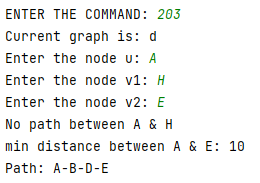 ENTER THE COMMAND: 203
Current graph is: d
Enter the node u: A
Enter the node v1: H
Enter the node v2: E
No path between A & H
min distance between A & E: 10
Path: A-B-D-E